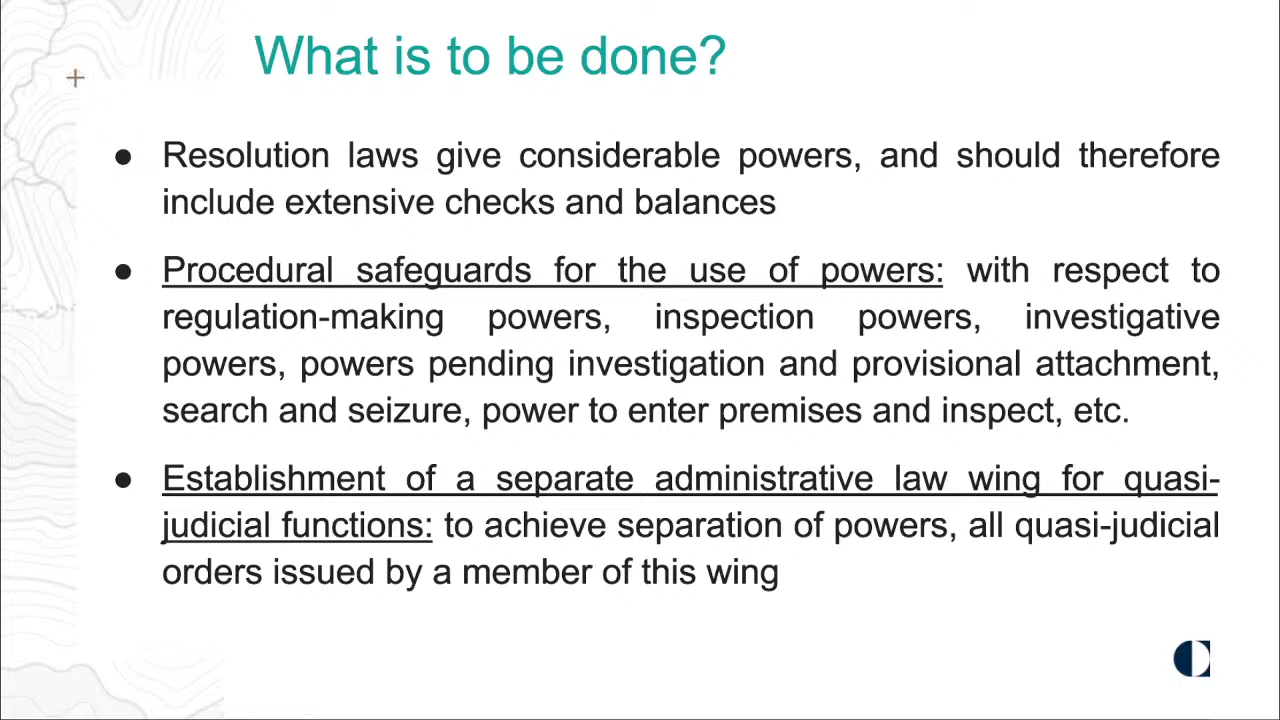 What is to be done?
● Resolution laws give considerable powers, and should therefore
include extensive checks and balances
● Procedural safeguards for the use of powers: with respect to
regulation-making powers, inspection powers, investigative
powers, powers pending investigation and provisional attachment,
search and seizure, power to enter premises and inspect, etc.
● Establishment of a separate administrative law wing for quasi-
judicial functions: to achieve separation of powers, all quasi-judicial
orders issued by a member of this wing